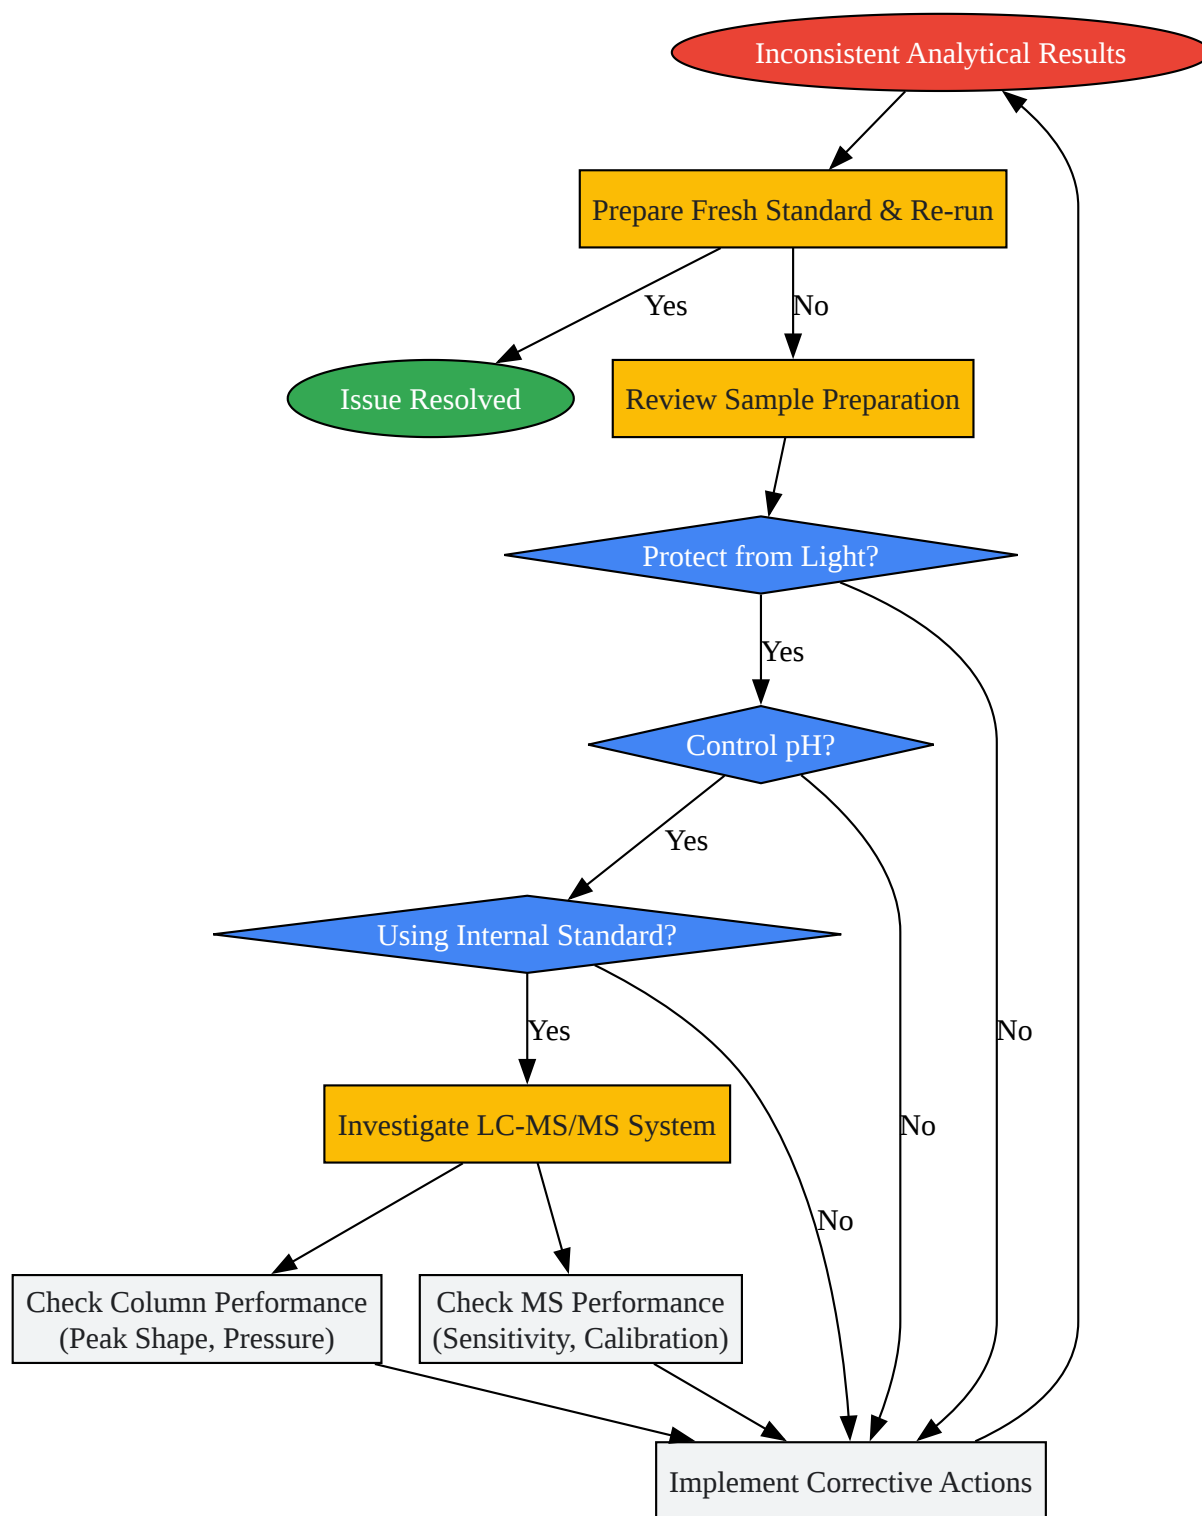 Inconsistent Analytical Results
Prepare Fresh Standard & Re-run
Yes
No
Issue Resolved
Review Sample Preparation
Protect from Light?
Yes
Control pH?
Yes
Using Internal Standard?
Yes
No
Investigate LC-MS/MS System
No
No
Check Column Performance
(Peak Shape, Pressure)
Check MS Performance
(Sensitivity, Calibration)
Implement Corrective Actions